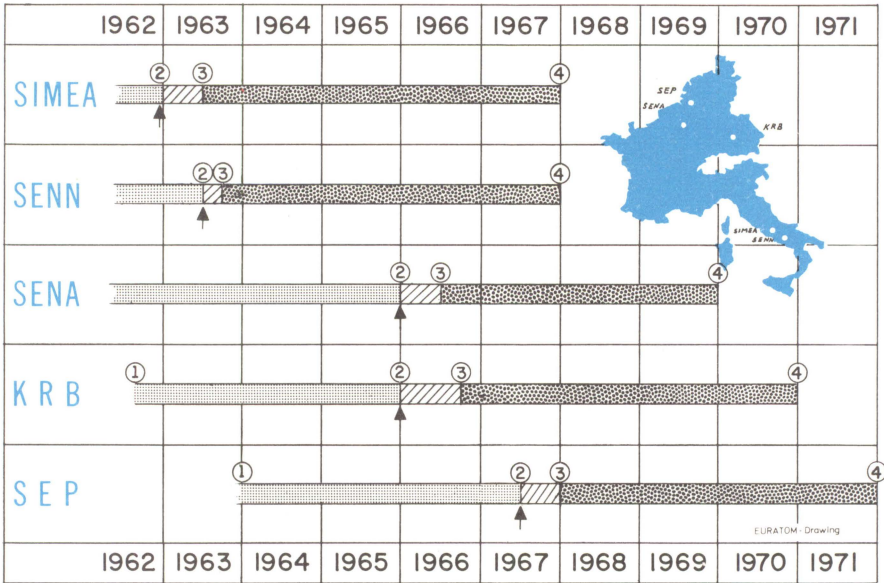 1962 1963 1964 1965 1966 1967 1968 1969 1970 1971
SEP
SENA
KRB
SIMEA
SENN
SIMEA ② ③ ④
SENN ② ③ ④
SENA ② ③ ④
KRB ① ② ③ ④
SEP ① ② ③ ④
EURATOM - Drawing
1962 1963 1964 1965 1966 1967 1968 1969 1970 1971